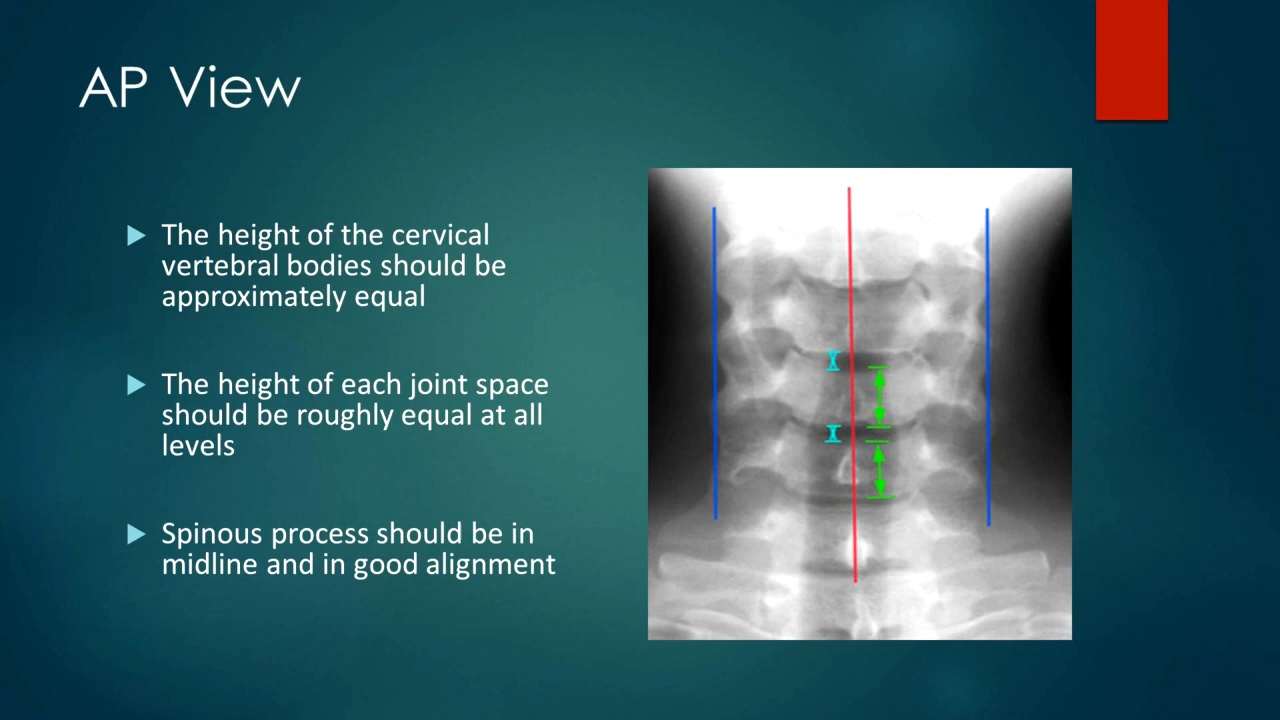 AP View
The height of the cervical
vertebral bodies should be
approximately equal
The height of each joint space
should be roughly equal at all
levels
Spinous process should be in
midline and in good alignment